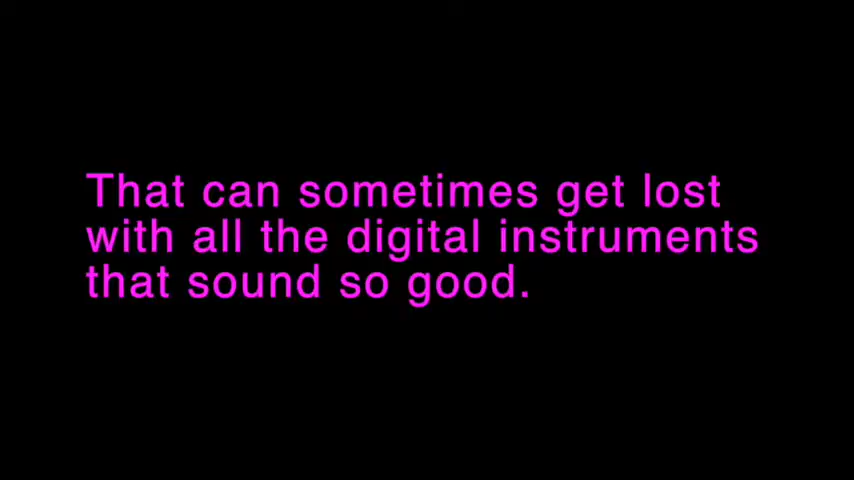 That can sometimes get lost
with all the digital instruments
that sound so good.